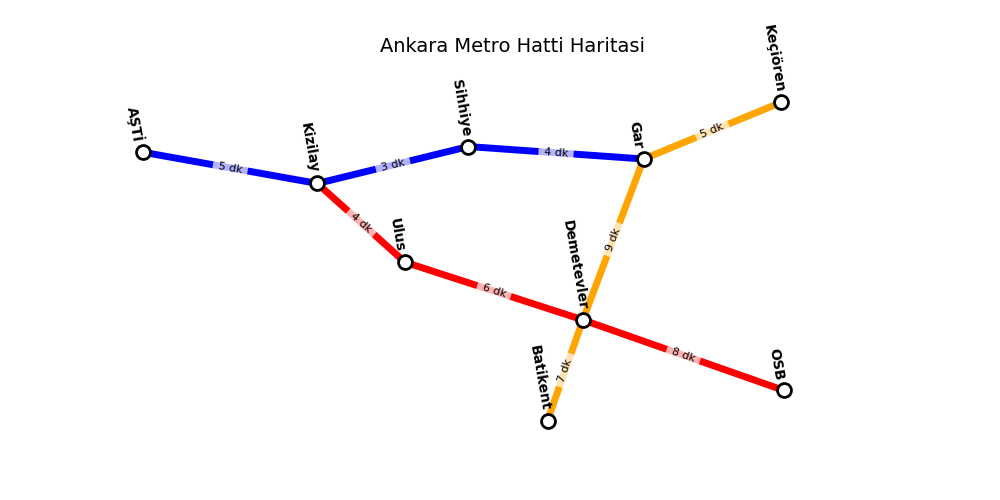 Ankara Metro Hatti Haritasi
Keçiören
AŞTİ
Kizilay
Sihhiye
Gar
5 dk
5 dk
3 dk
4 dk
4 dk
Ulus
Demetevler
9 dk
6 dk
8 dk
Batikent
7 dk
OSB